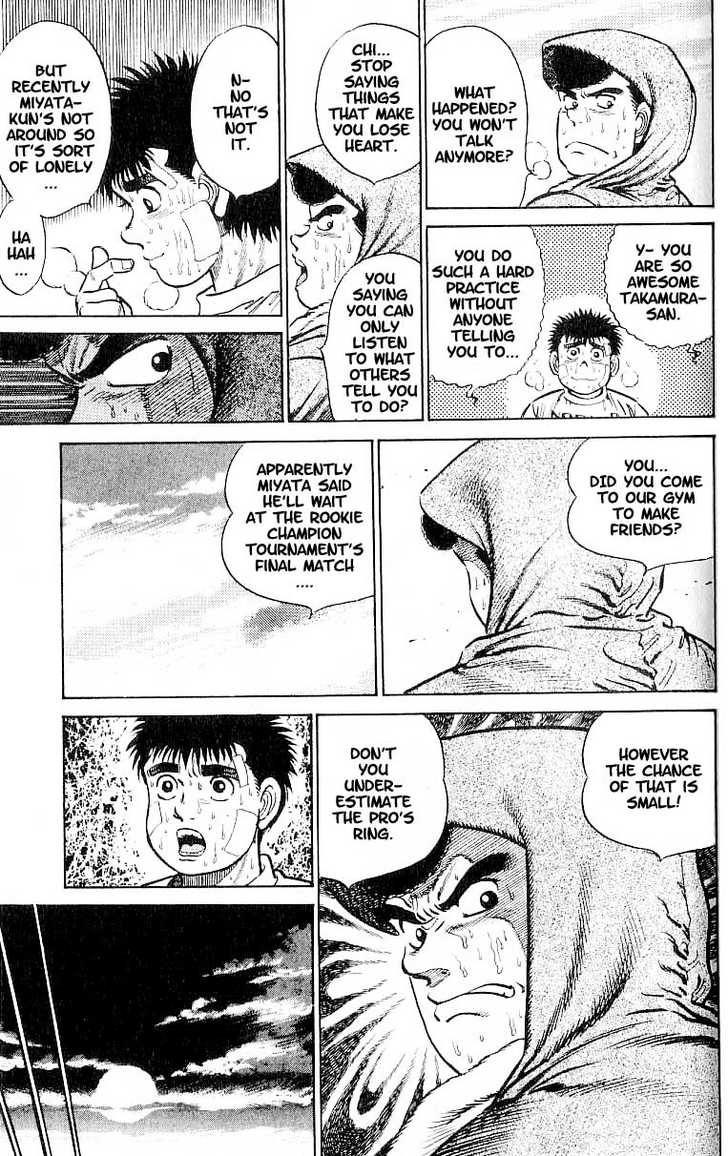 WHAT
HAPPENED?
YOU WON'T
TALK
ANYMORE?
CHI...
STOP
SAYING
THINGS
THAT MAKE
YOU LOSE
HEART.
N-
NO
THAT'S
NOT
IT.
BUT
RECENTLY
MIYATA-
KUN'S NOT
AROUND SO
IT'S SORT
OF LONELY
...
HA
HAH
...
Y- YOU
ARE SO
AWESOME
TAKAMURA-
SAN.
YOU DO
SUCH A HARD
PRACTICE
WITHOUT
ANYONE
TELLING
YOU TO...
YOU
SAYING
YOU CAN
ONLY
LISTEN
TO WHAT
OTHERS
TELL YOU
TO DO?
YOU...
DID YOU COME
TO OUR GYM
TO MAKE
FRIENDS?
APPARENTLY
MIYATA SAID
HE'LL WAIT
AT THE ROOKIE
CHAMPION
TOURNAMENT'S
FINAL MATCH
....
HOWEVER
THE CHANCE
OF THAT IS
SMALL!
DON'T
YOU
UNDER-
ESTIMATE
THE PRO'S
RING.